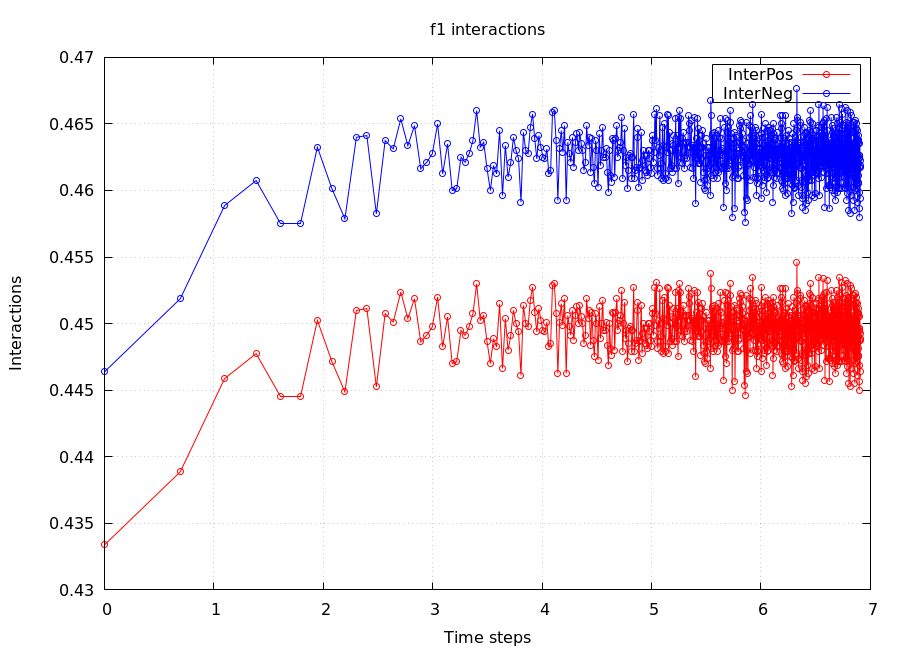 f1 interactions
InterPos
InterNeg
0.47
0.465
0.46
0.455
0.45
0.445
0.44
0.435
0.43
Interactions
0 1 2 3 4 5 6 7
Time steps